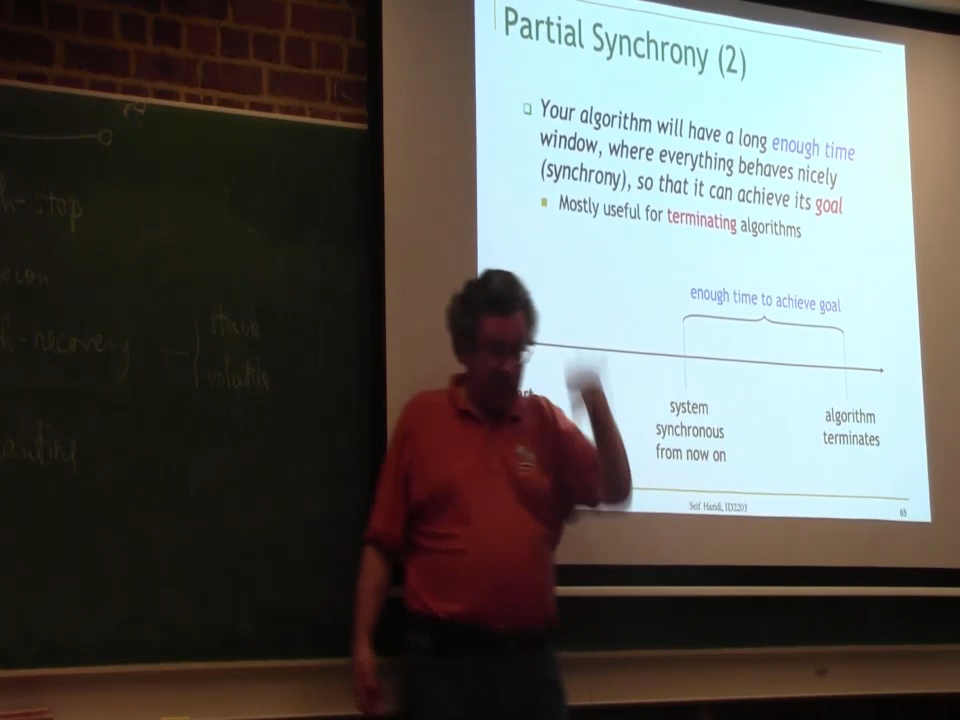 Partial Synchrony (2)
Your algorithm will have a long enough time
window, where everything behaves nicely
(synchrony), so that it can achieve its goal
Mostly useful for terminating algorithms
enough time to achieve goal
system
synchronous
from now on
algorithm
terminates
Seif Haridi, ID2203
65
h-stop
h-recovery
stable
volatile
antine